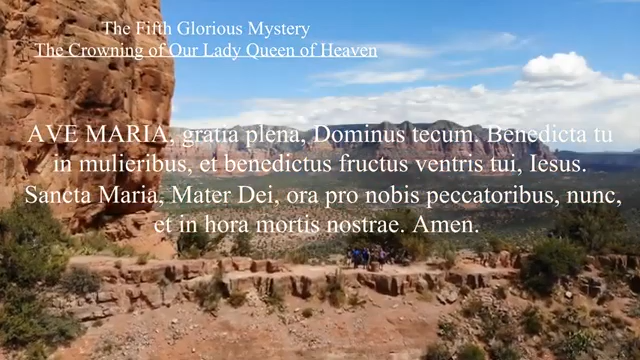 The Fifth Glorious Mystery
The Crowning of Our Lady Queen of Heaven
AVE MARIA, gratia plena, Dominus tecum. Benedicta tu
in mulieribus, et benedictus fructus ventris tui, Iesus.
Sancta Maria, Mater Dei, ora pro nobis peccatoribus, nunc,
et in hora mortis nostrae. Amen.